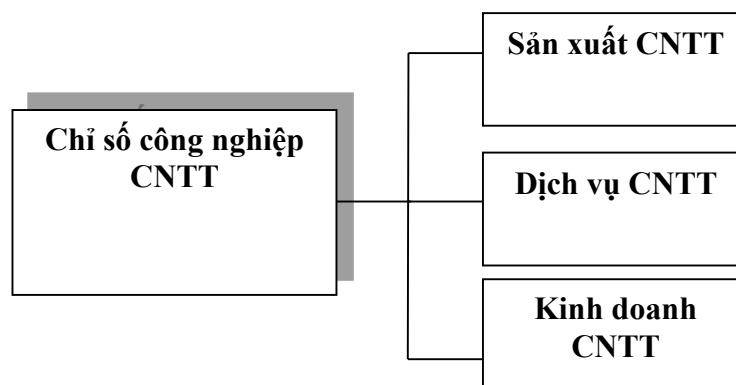 Chỉ số công nghiệp
CNTT
Sản xuất CNTT
Dịch vụ CNTT
Kinh doanh
CNTT